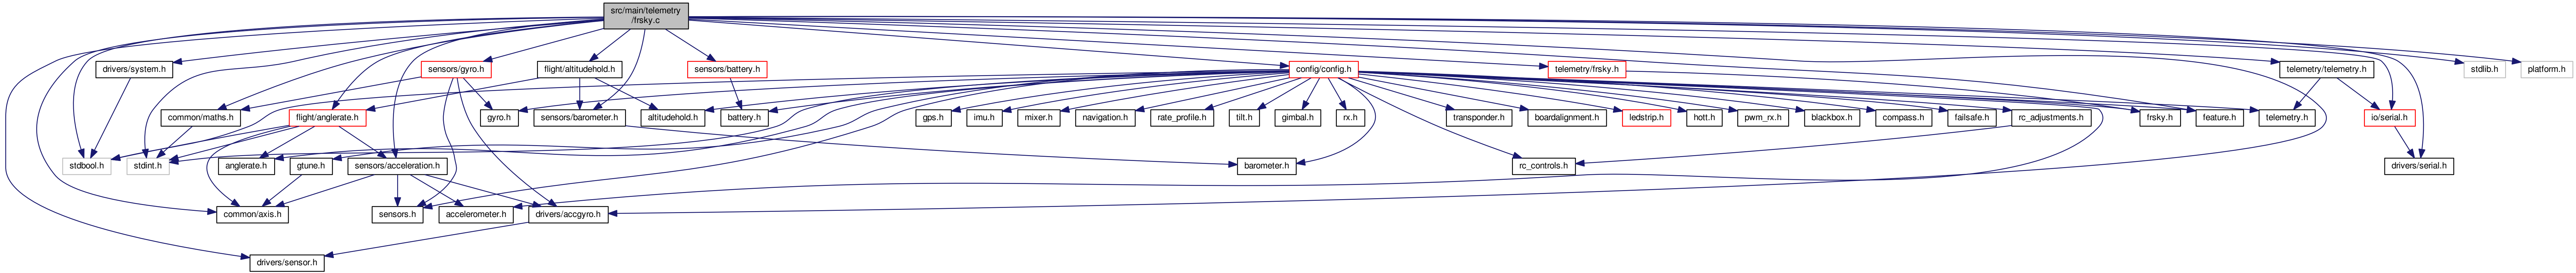 src/main/telemetry
/frsky.c
drivers/system.h
sensors/gyro.h
flight/altitudehold.h
sensors/battery.h
config/config.h
telemetry/frsky.h
telemetry/telemetry.h
stdlib.h
platform.h
common/maths.h
flight/anglerate.h
gyro.h
sensors/barometer.h
altitudehold.h
battery.h
gps.h
imu.h
mixer.h
navigation.h
rate_profile.h
tilt.h
gimbal.h
rx.h
transponder.h
boardalignment.h
ledstrip.h
hott.h
pwm_rx.h
blackbox.h
compass.h
failsafe.h
rc_adjustments.h
frsky.h
feature.h
telemetry.h
io/serial.h
stdbool.h
stdint.h
anglerate.h
gtune.h
sensors/acceleration.h
barometer.h
rc_controls.h
drivers/serial.h
common/axis.h
sensors.h
accelerometer.h
drivers/accgyro.h
drivers/sensor.h